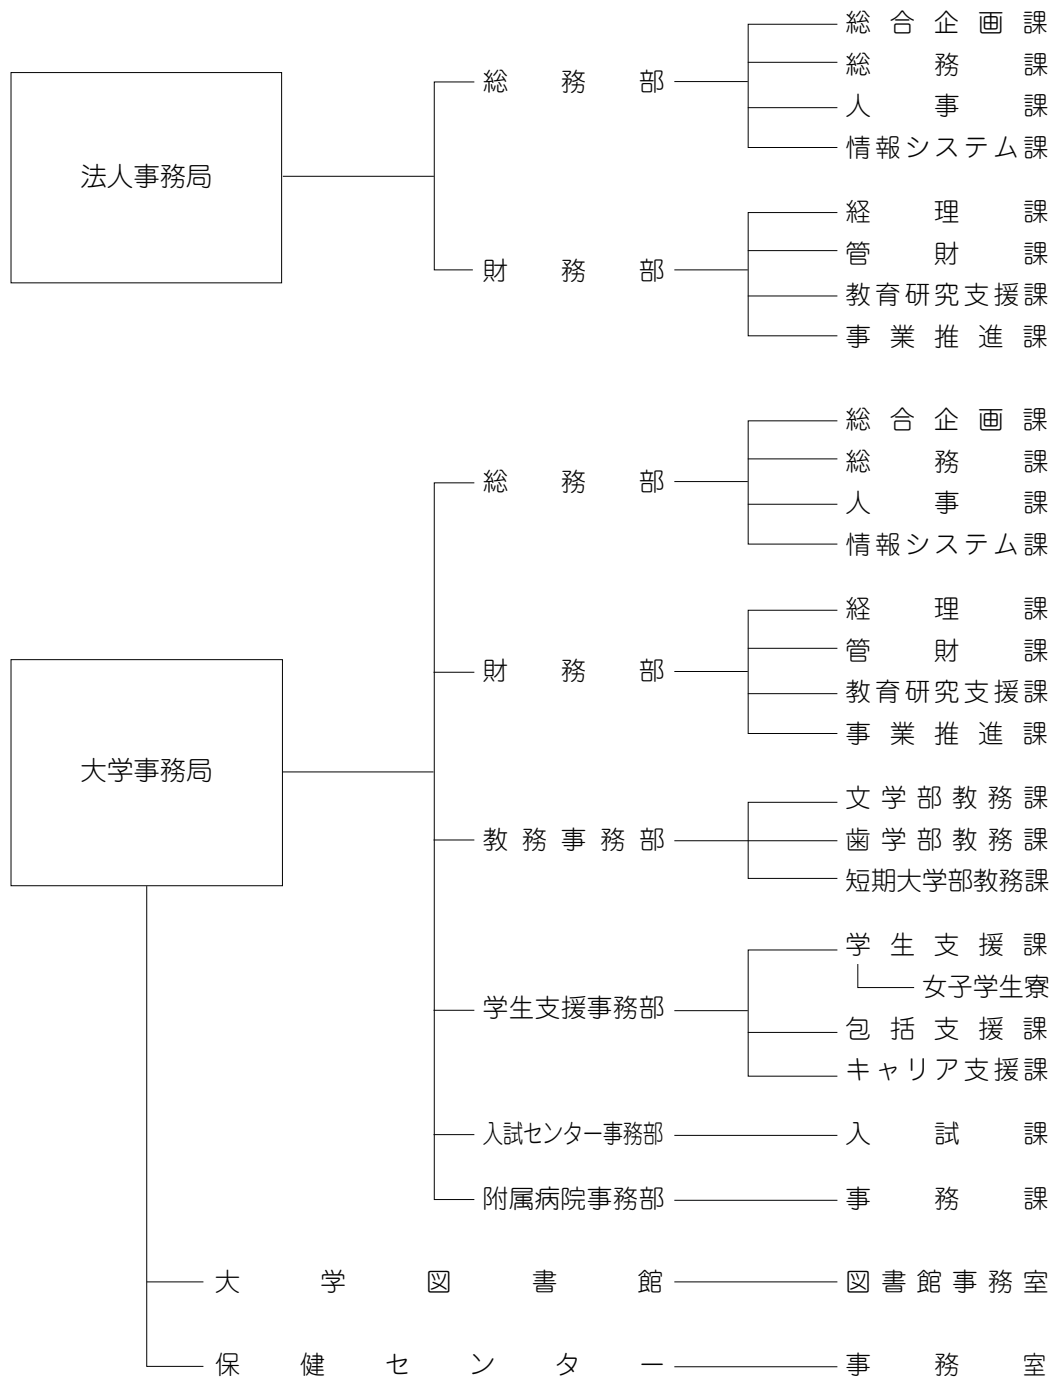 法人事務局
総務部
総合企画課
総務課
人事課
情報システム課
財務部
経理課
管財課
教育研究支援課
事業推進課
大学事務局
総務部
総合企画課
総務課
人事課
情報システム課
財務部
経理課
管財課
教育研究支援課
事業推進課
教務事務部
文学部教務課
歯学部教務課
短期大学部教務課
学生支援事務部
学生支援課
女子学生寮
包括支援課
キャリア支援課
入試センター事務部
入試課
附属病院事務部
事務課
大学図書館
図書館事務室
保健センター
事務室